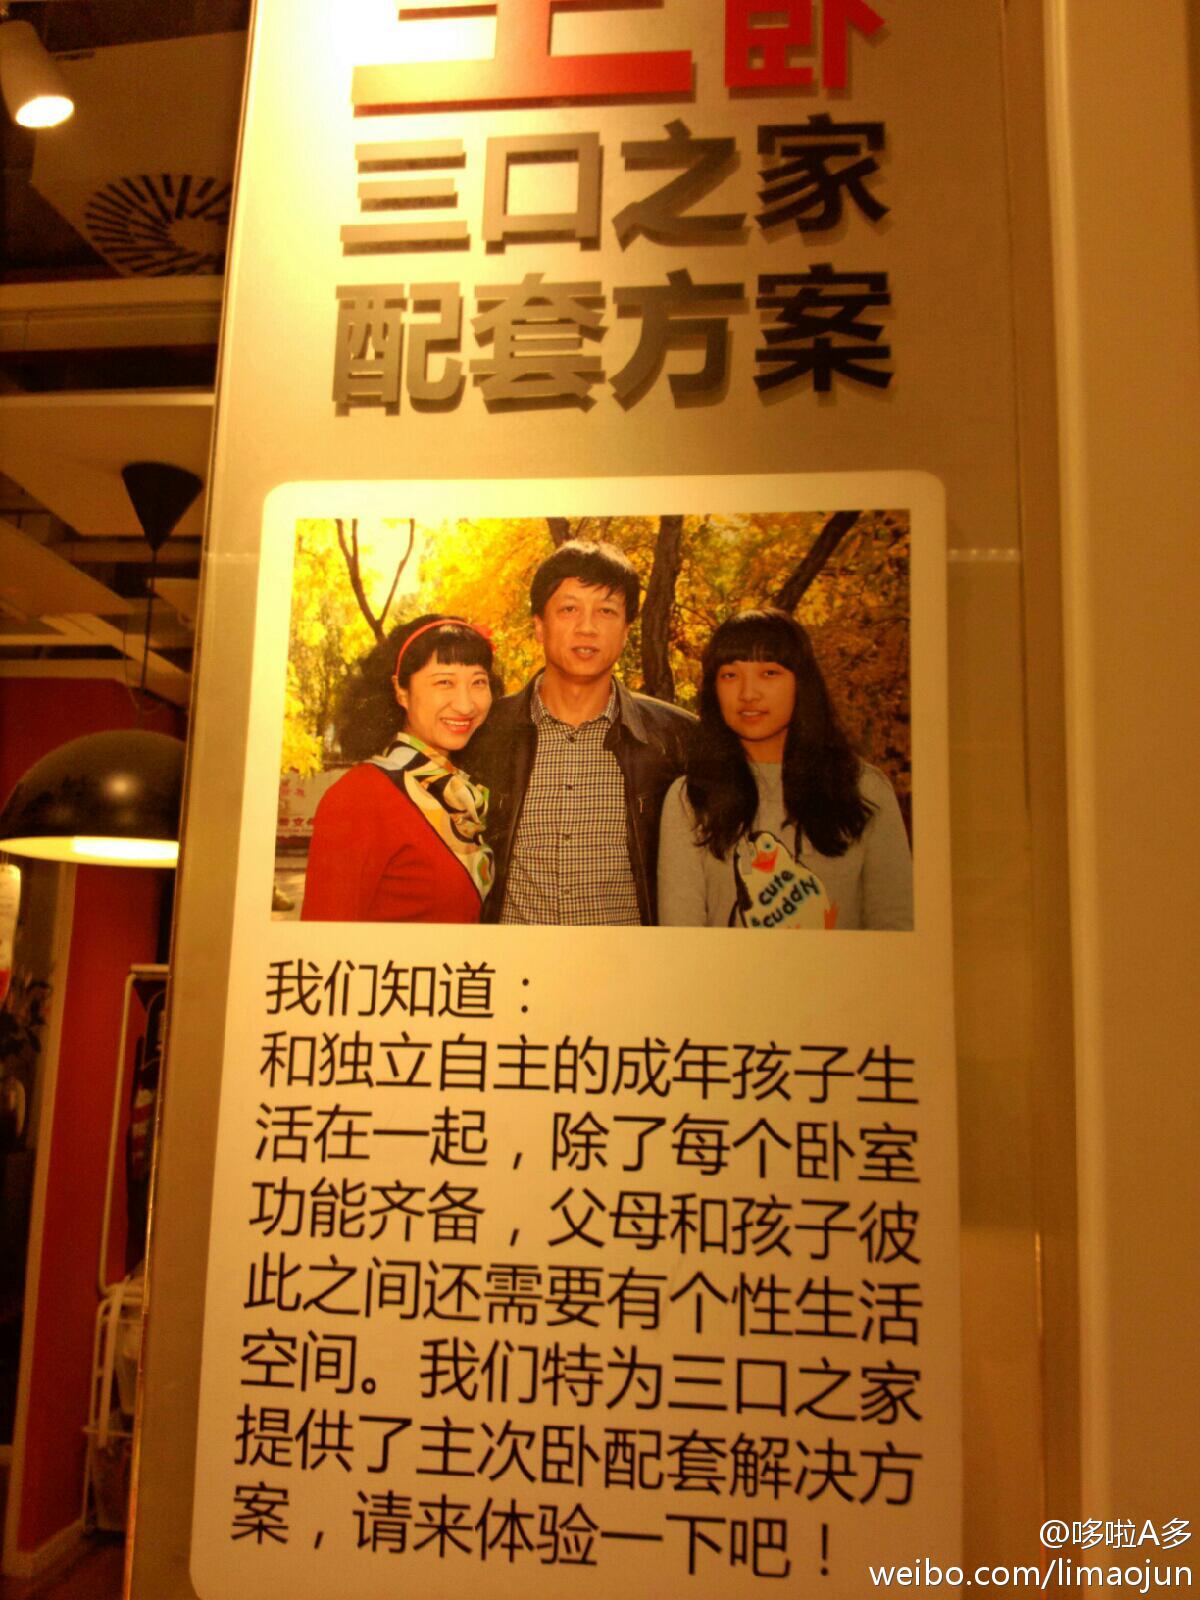 主卧
三口之家
配套方案
cute
& cuddly
我们知道：
和独立自主的成年孩子生
活在一起，除了每个卧室
功能齐备，父母和孩子彼
此之间还需要有个性生活
空间。我们特为三口之家
提供了主次卧配套解决方
案，请来体验一下吧！
@哆啦A多
weibo.com/limaojun